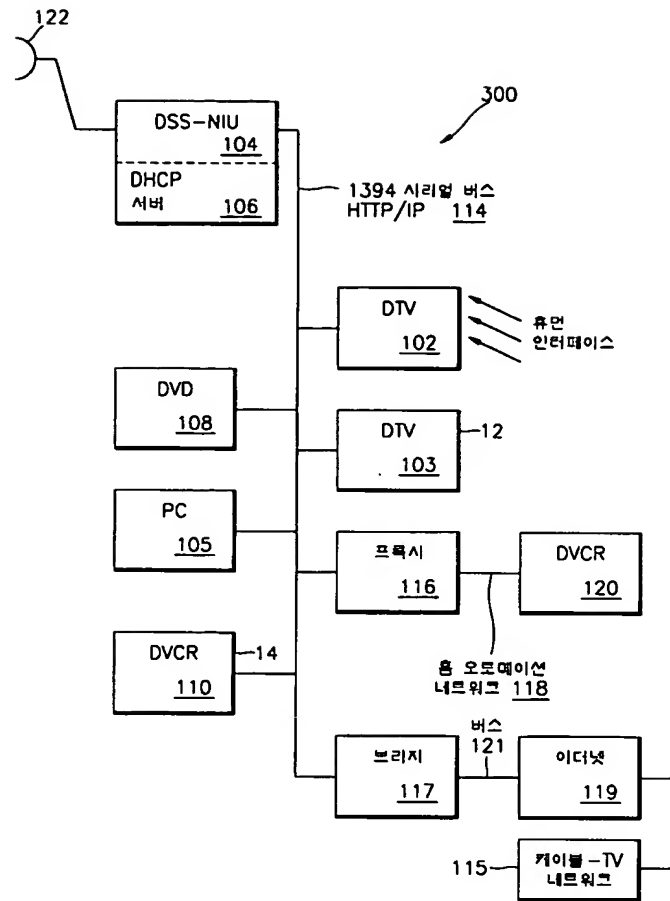 122
300
DSS-NIU
104
DHCP
서버
106
1394 시리얼 버스
HTTP/IP 114
DTV
102
휴먼
인터페이스
DVD
108
DTV
103
12
PC
105
프록시
116
DVCR
120
DVCR
110
14
홈 오토메이션
네트워크 118
브리지
117
버스
121
이더넷
119
115
케이블-TV
네트워크